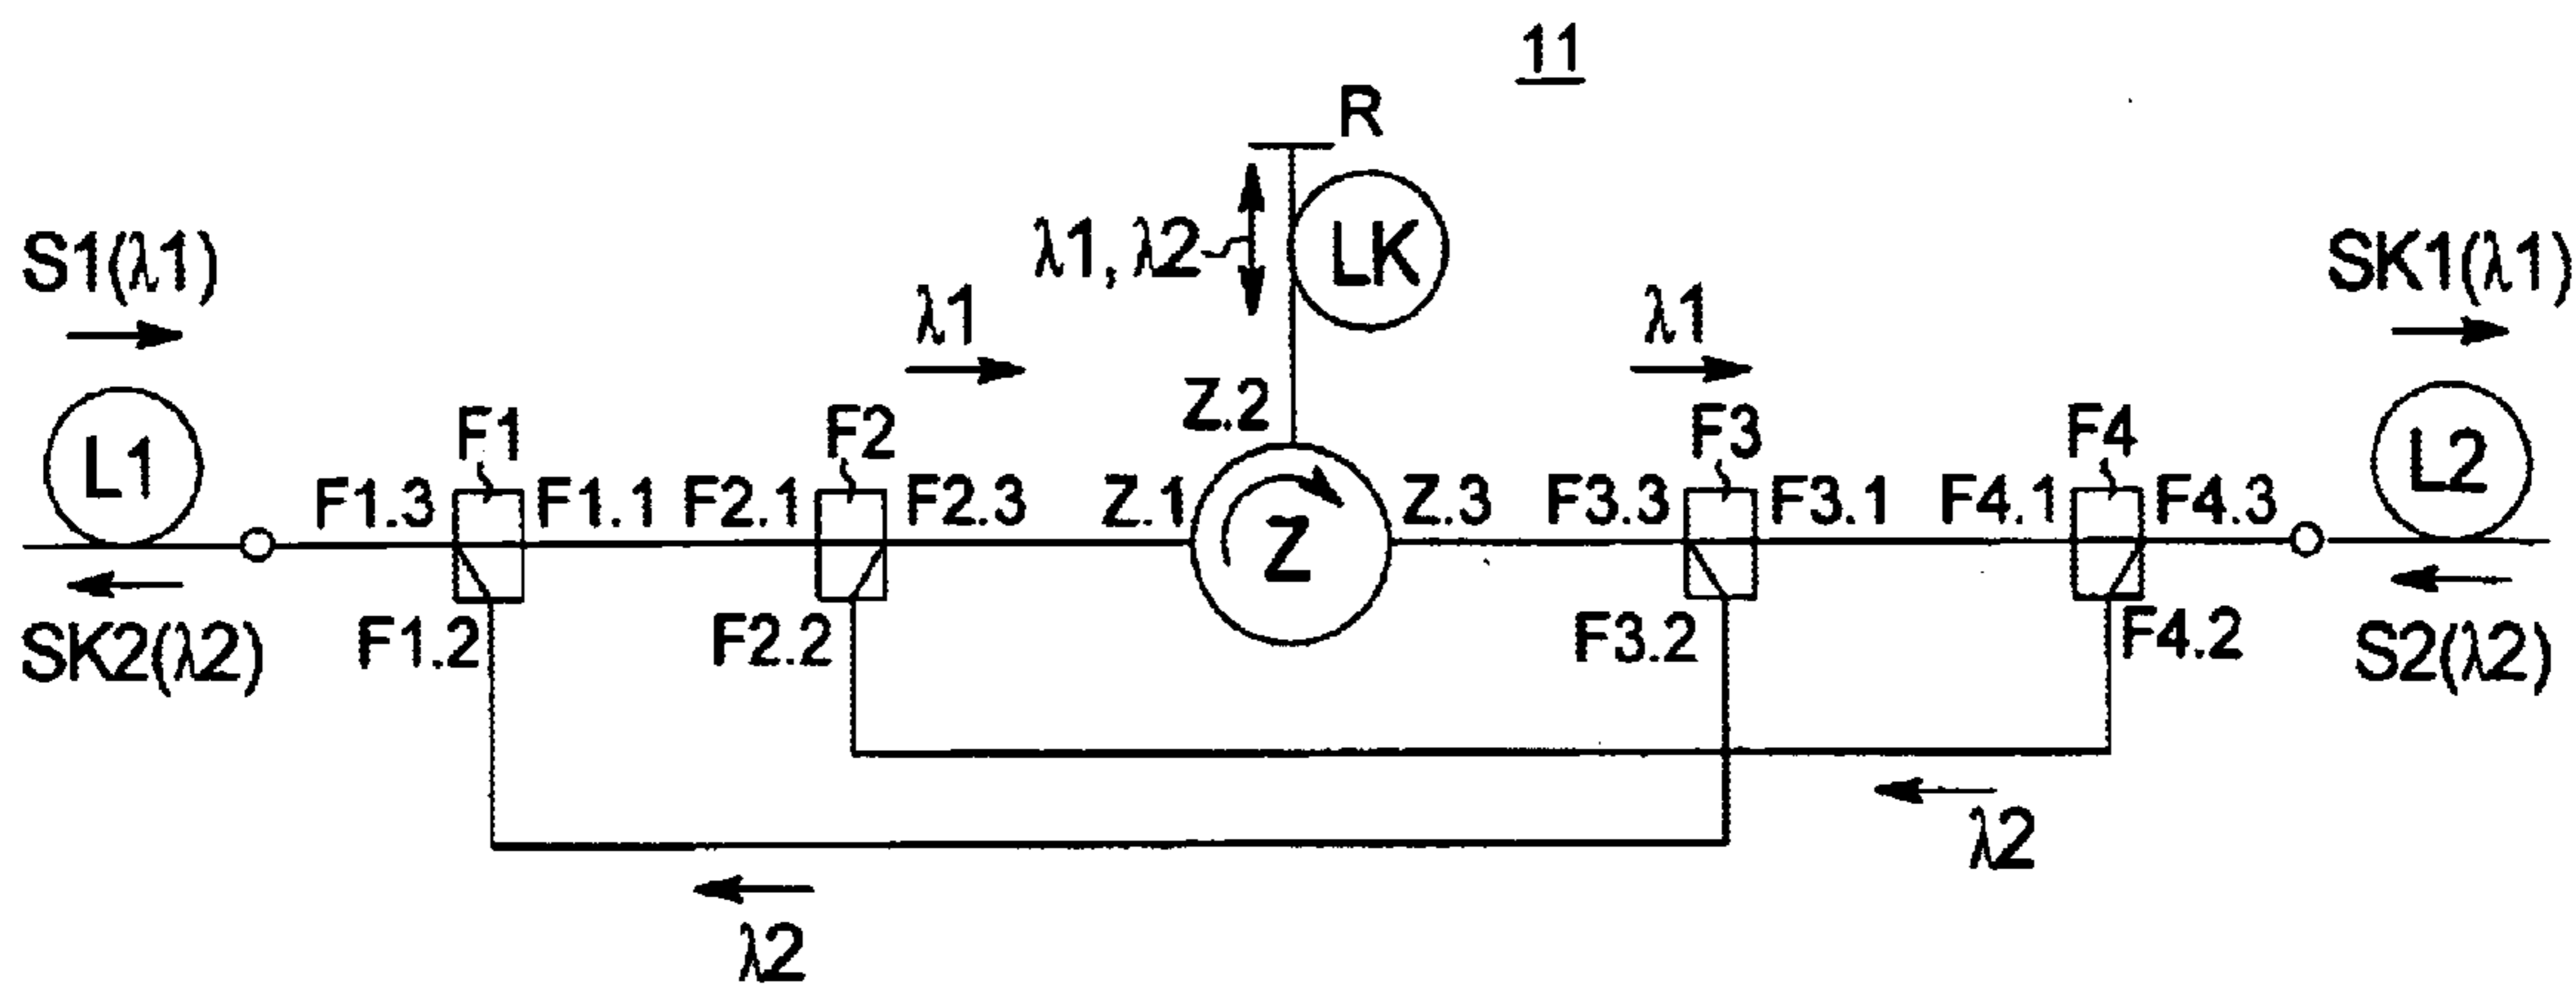 11
R
S1(λ1)
λ1, λ2
LK
SK1(λ1)
λ1
λ1
Z.2
L1
F1
F2
F3
F4
L2
F1.3
F1.1
F2.1
F2.3
Z.1
Z
Z.3
F3.3
F3.1
F4.1
F4.3
SK2(λ2)
F1.2
F2.2
F3.2
F4.2
S2(λ2)
λ2
λ2